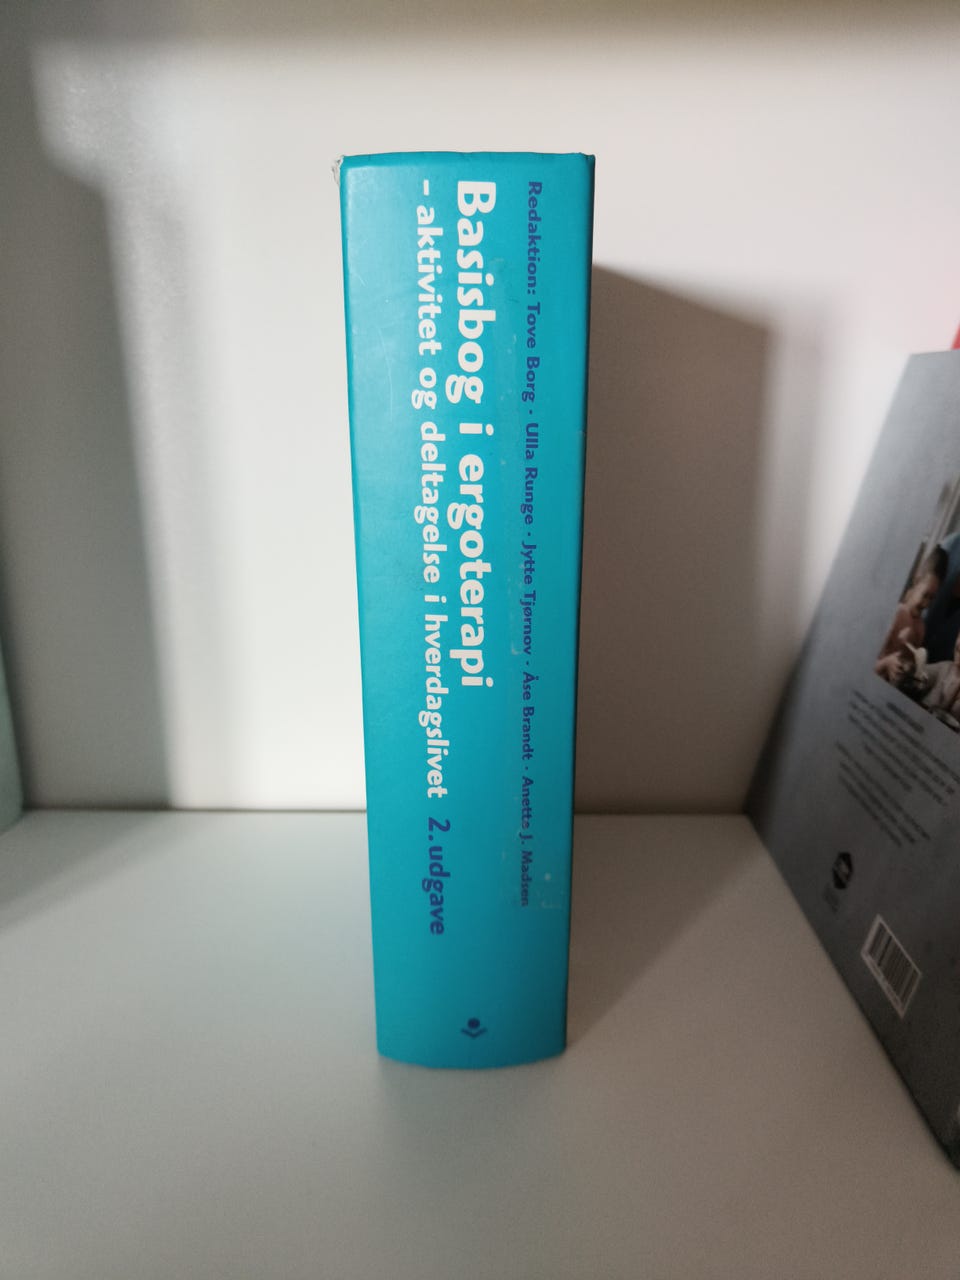 Redaktion: Tove Borg · Ulla Runge · Jytte Tjørnov · Åse Brandt · Anette J. Madsen
Basisbog i ergoterapi
- aktivitet og deltagelse i hverdagslivet 2. udgave